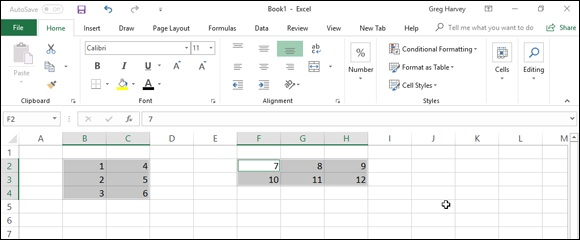 AutoSave Off Book1 - Excel Greg Harvey
File Home Insert Draw Page Layout Formulas Data Review View New Tab Help Tell me what you want to do Share
Paste Calibri 11 A A ab Number Conditional Formatting Cells Editing
B I U A A % Format as Table
A Cell Styles
Clipboard Font Alignment Styles
F2 fx 7
A B C D E F G H I J K L M
1
2 1 4 7 8 9
3 2 5 10 11 12
4 3 6
5
6
7